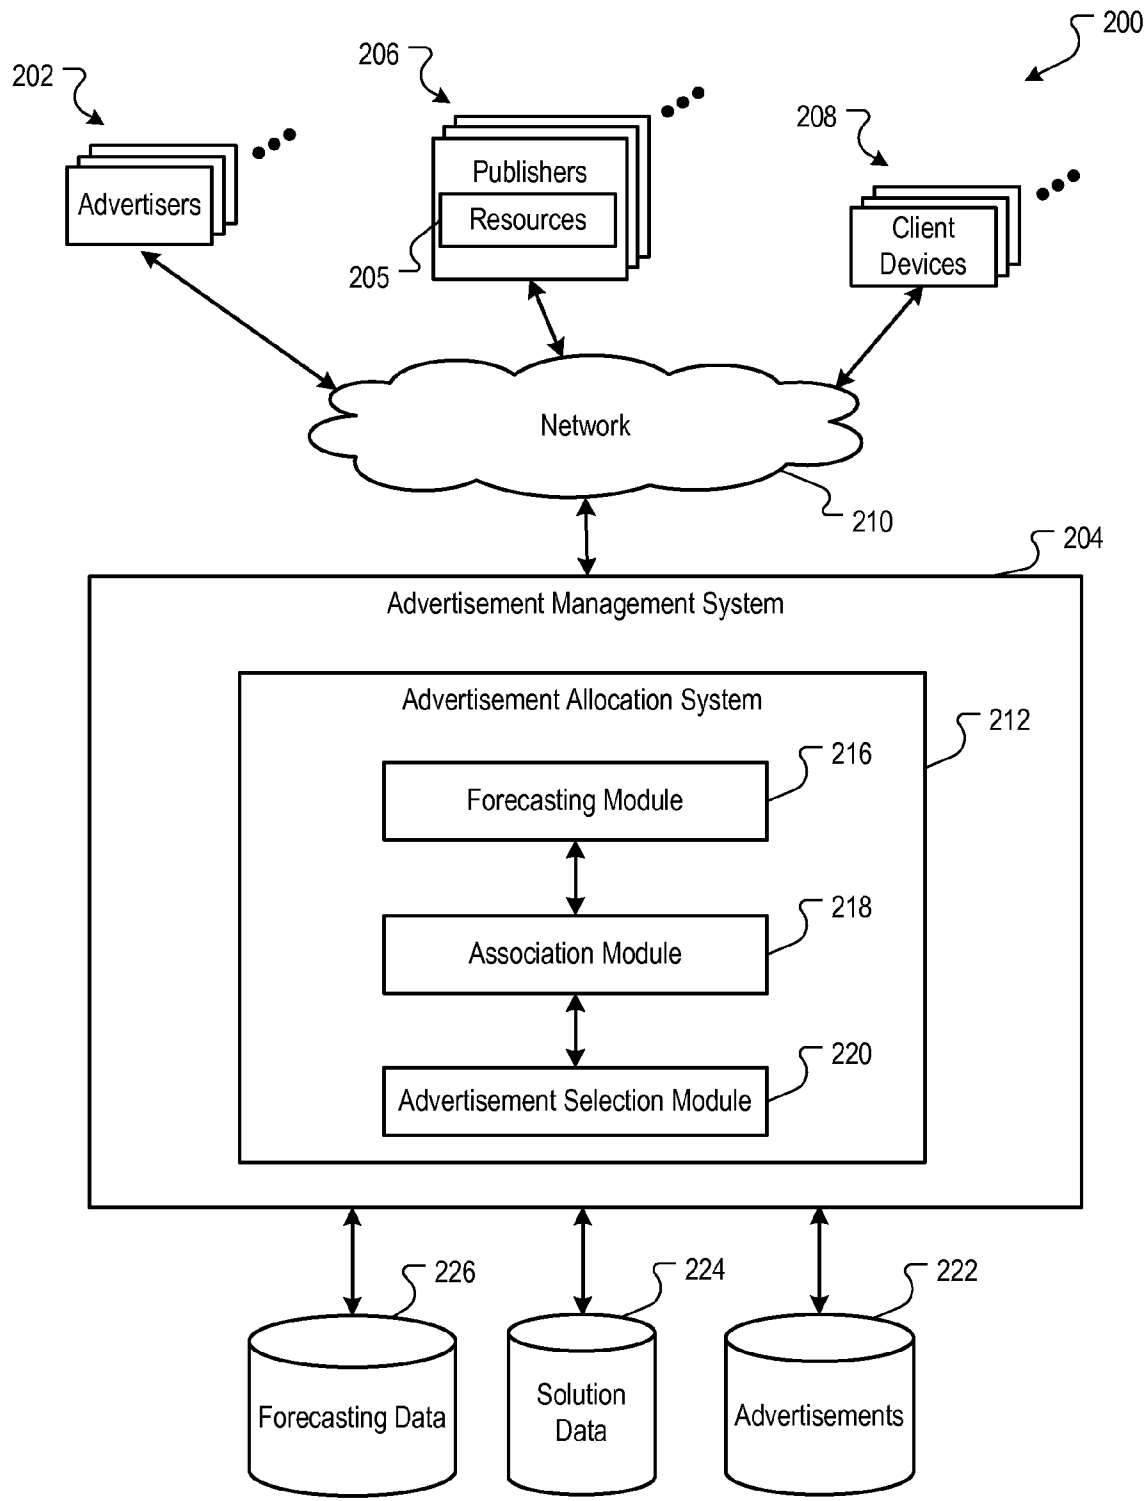 200
202
206
208
Advertisers
Publishers
Resources
205
Client
Devices
Network
210
204
Advertisement Management System
Advertisement Allocation System
212
216
Forecasting Module
218
Association Module
220
Advertisement Selection Module
226
224
222
Forecasting Data
Solution
Data
Advertisements